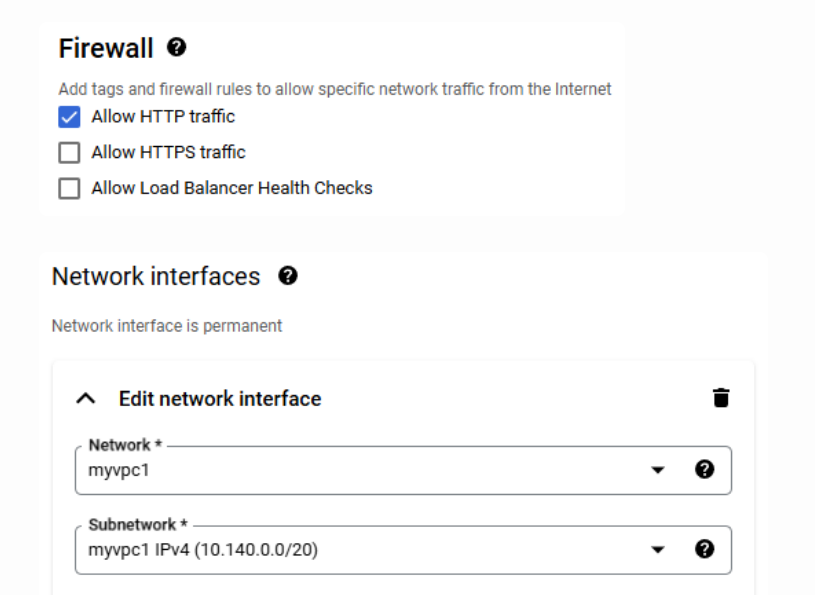 Firewall
Add tags and firewall rules to allow specific network traffic from the Internet
Allow HTTP traffic
Allow HTTPS traffic
Allow Load Balancer Health Checks
Network interfaces
Network interface is permanent
Edit network interface
Network *
myvpc1
Subnetwork *
myvpc1 IPv4 (10.140.0.0/20)